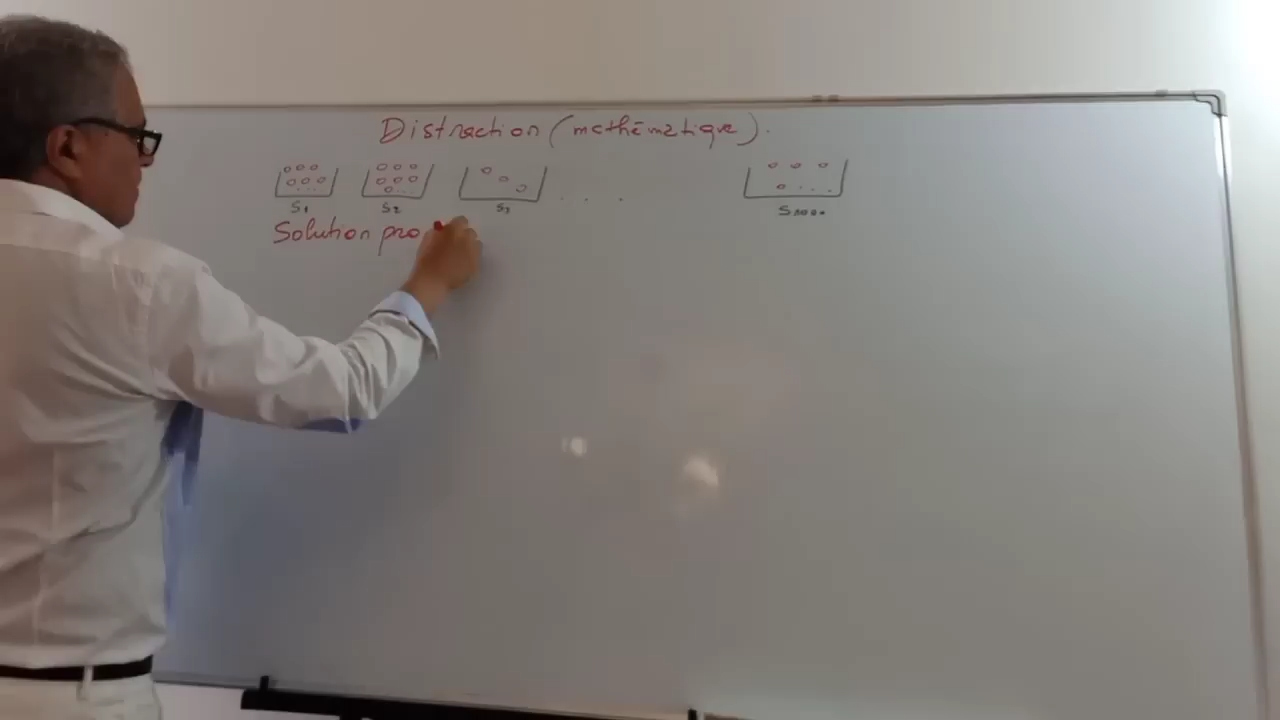 Distraction (mathématique).
S1 S2 S3 . . . S1000
Solution pro